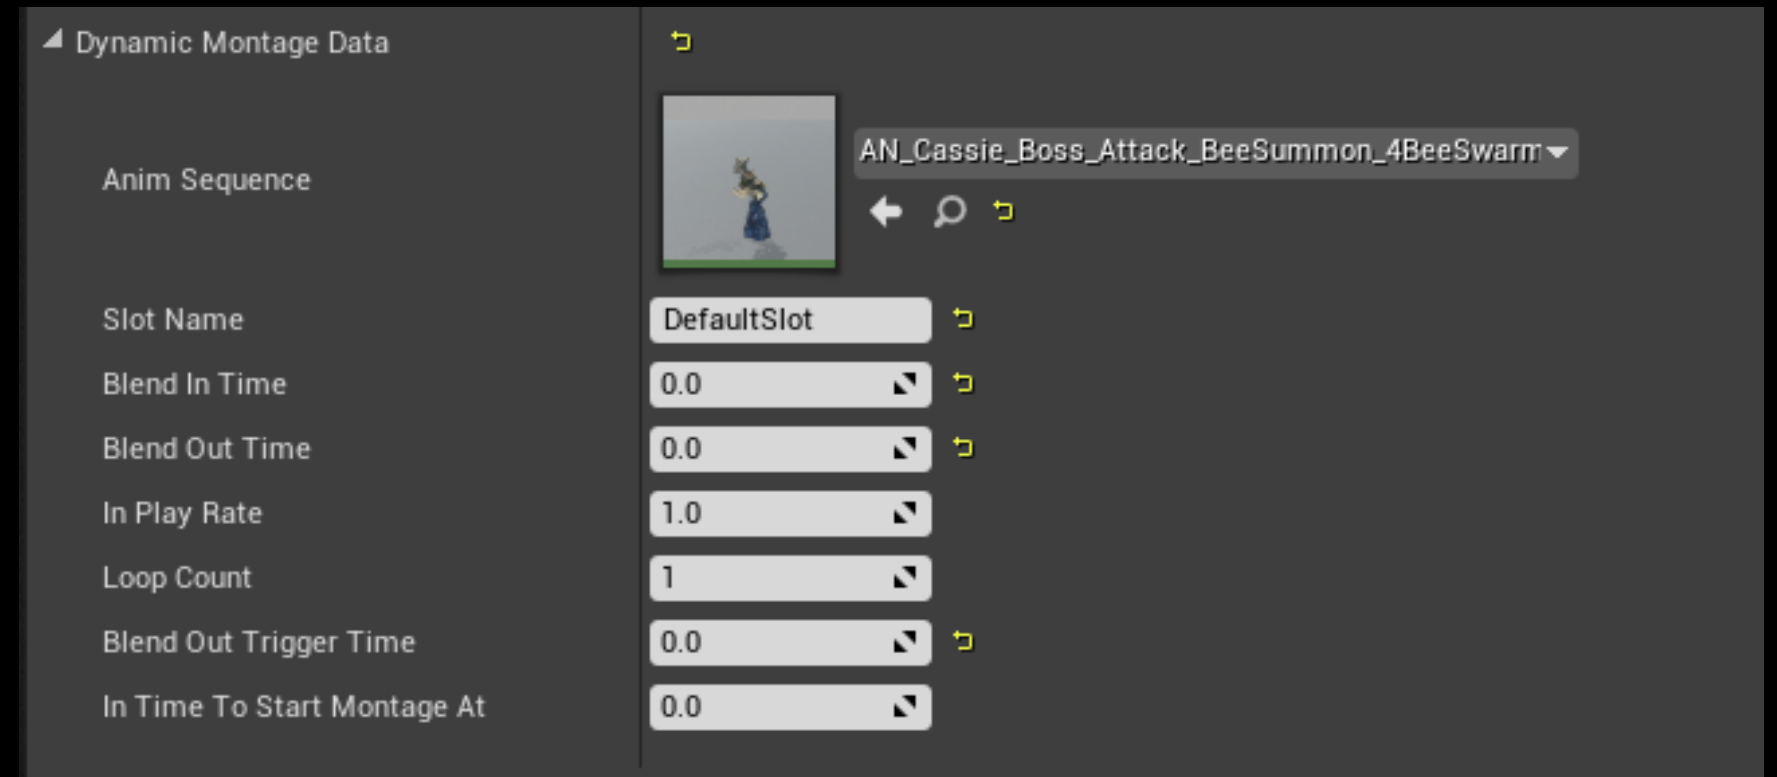 Dynamic Montage Data
Anim Sequence
AN_Cassie_Boss_Attack_BeeSummon_4BeeSwarm
Slot Name
DefaultSlot
Blend In Time
0.0
Blend Out Time
0.0
In Play Rate
1.0
Loop Count
1
Blend Out Trigger Time
0.0
In Time To Start Montage At
0.0